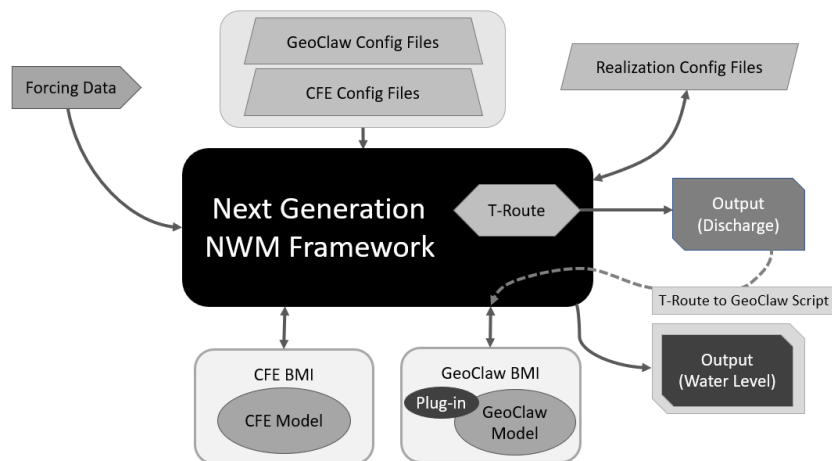 GeoClaw Config Files
CFE Config Files
Forcing Data
Realization Config Files
Next Generation
NWM Framework
T-Route
Output
(Discharge)
T-Route to GeoClaw Script
CFE BMI
CFE Model
GeoClaw BMI
Plug-in
GeoClaw
Model
Output
(Water Level)